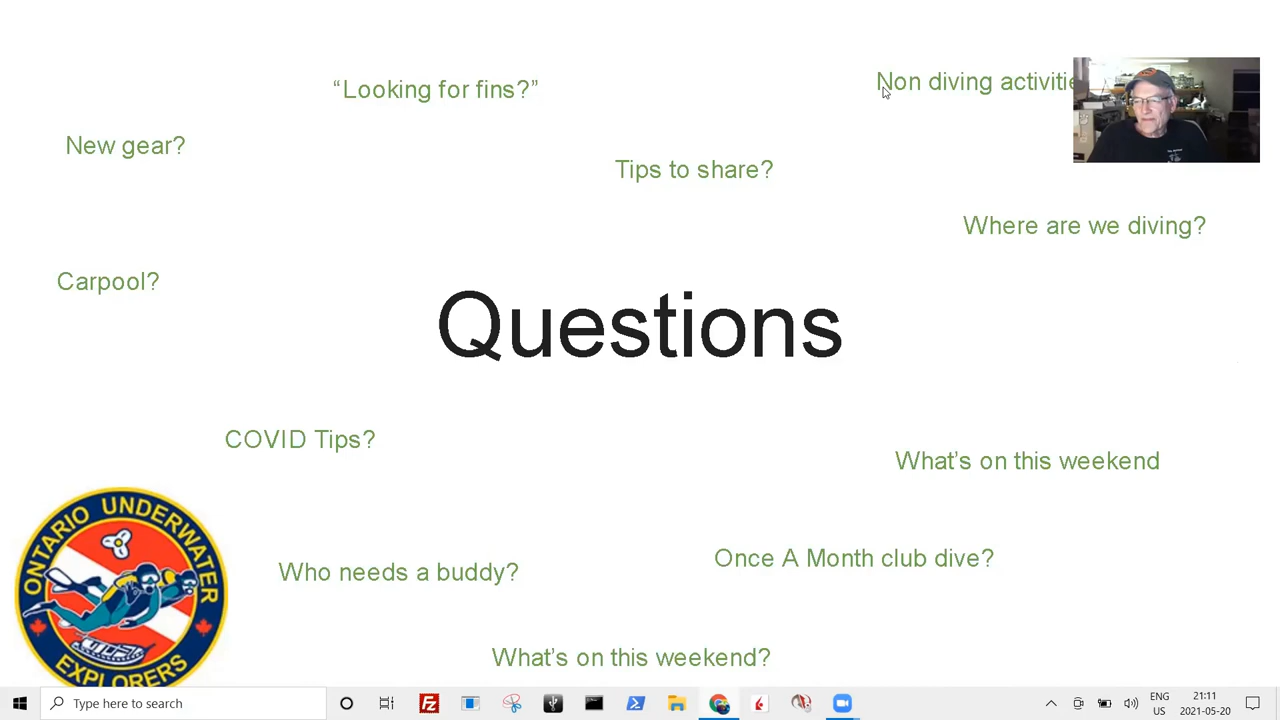 “Looking for fins?”
Non diving activitie
New gear?
Tips to share?
Where are we diving?
Carpool?
Questions
COVID Tips?
What’s on this weekend
Once A Month club dive?
Who needs a buddy?
What’s on this weekend?
ONTARIO UNDERWATER
EXPLORERS
Type here to search
ENG
US
21:11
2021-05-20